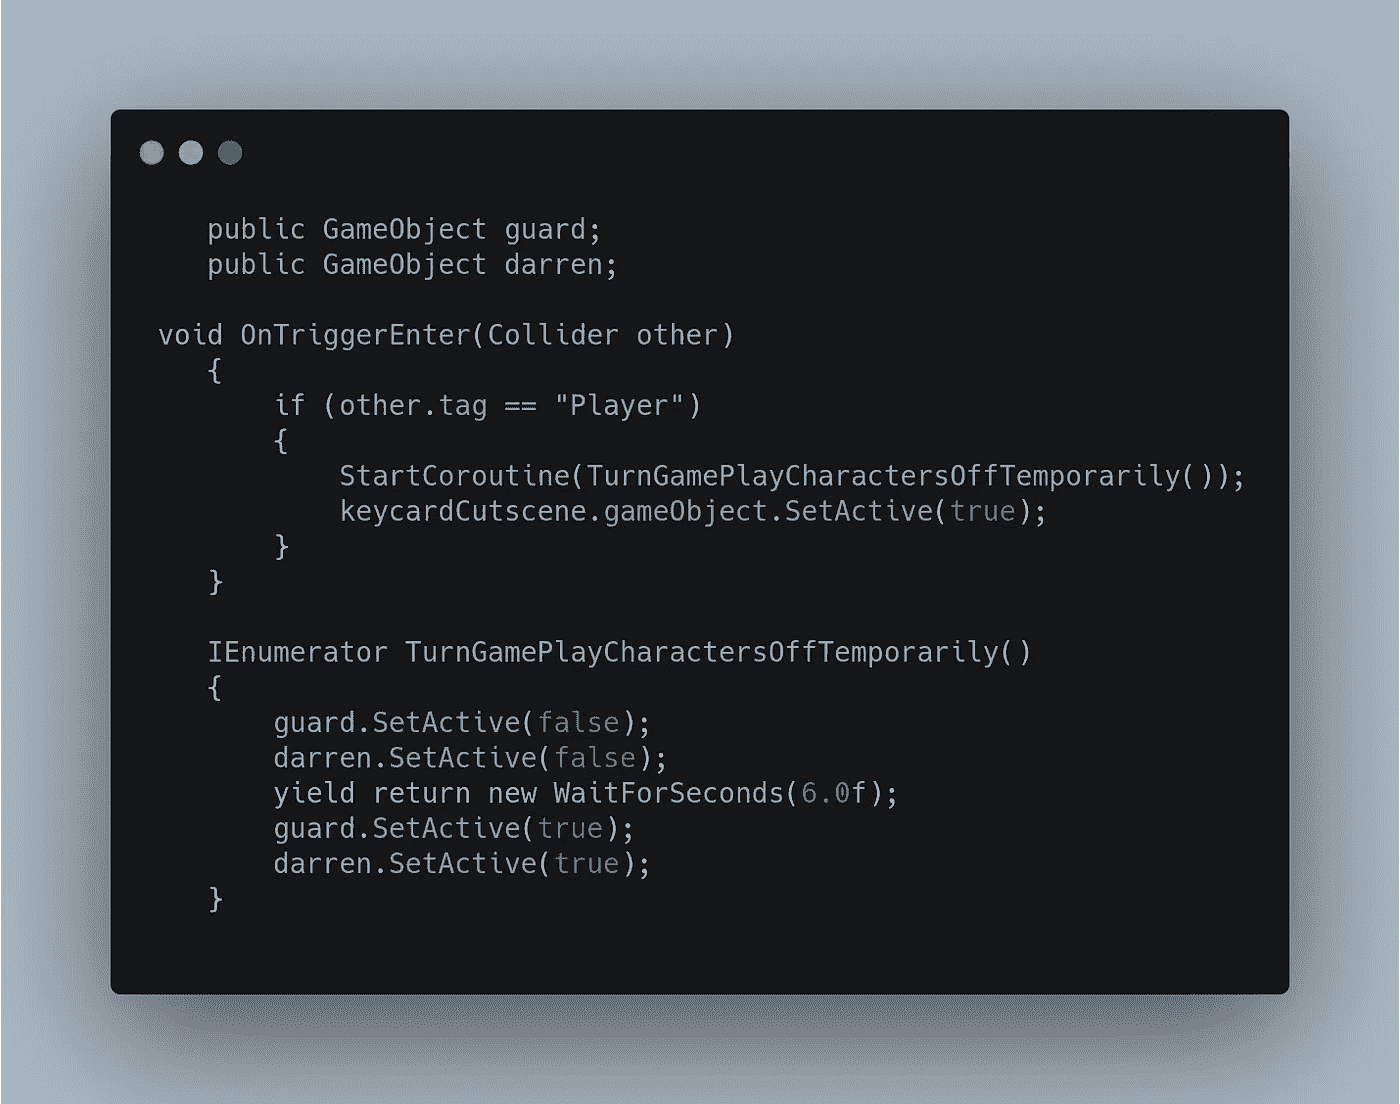 public GameObject guard;
public GameObject darren;
void OnTriggerEnter(Collider other)
{
if (other.tag == "Player")
{
StartCoroutine(TurnGamePlayCharactersOffTemporarily());
keycardCutscene.gameObject.SetActive(true);
}
}
IEnumerator TurnGamePlayCharactersOffTemporarily()
{
guard.SetActive(false);
darren.SetActive(false);
yield return new WaitForSeconds(6.0f);
guard.SetActive(true);
darren.SetActive(true);
}